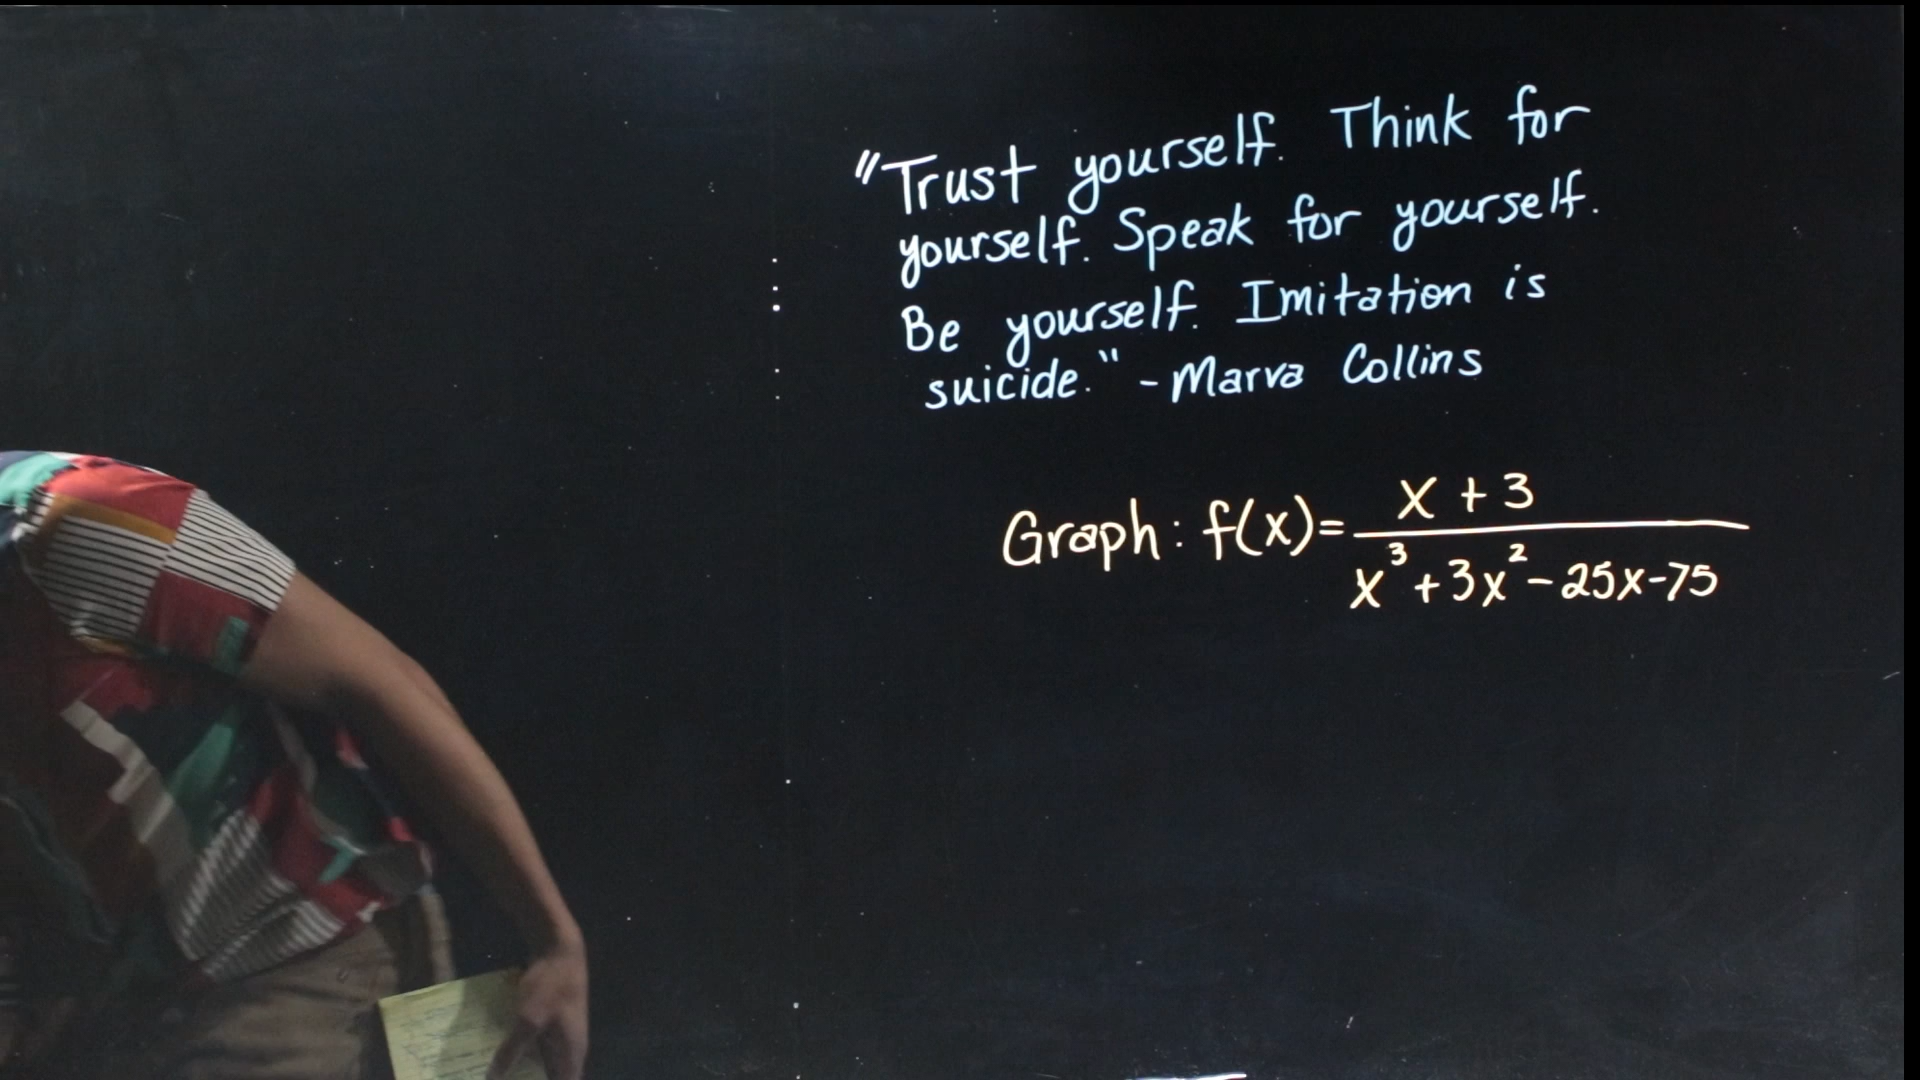 "Trust yourself. Think for
yourself. Speak for yourself.
Be yourself. Imitation is
suicide." - Marva Collins
Graph: f(x)= x + 3
x³ + 3x² - 25x - 75